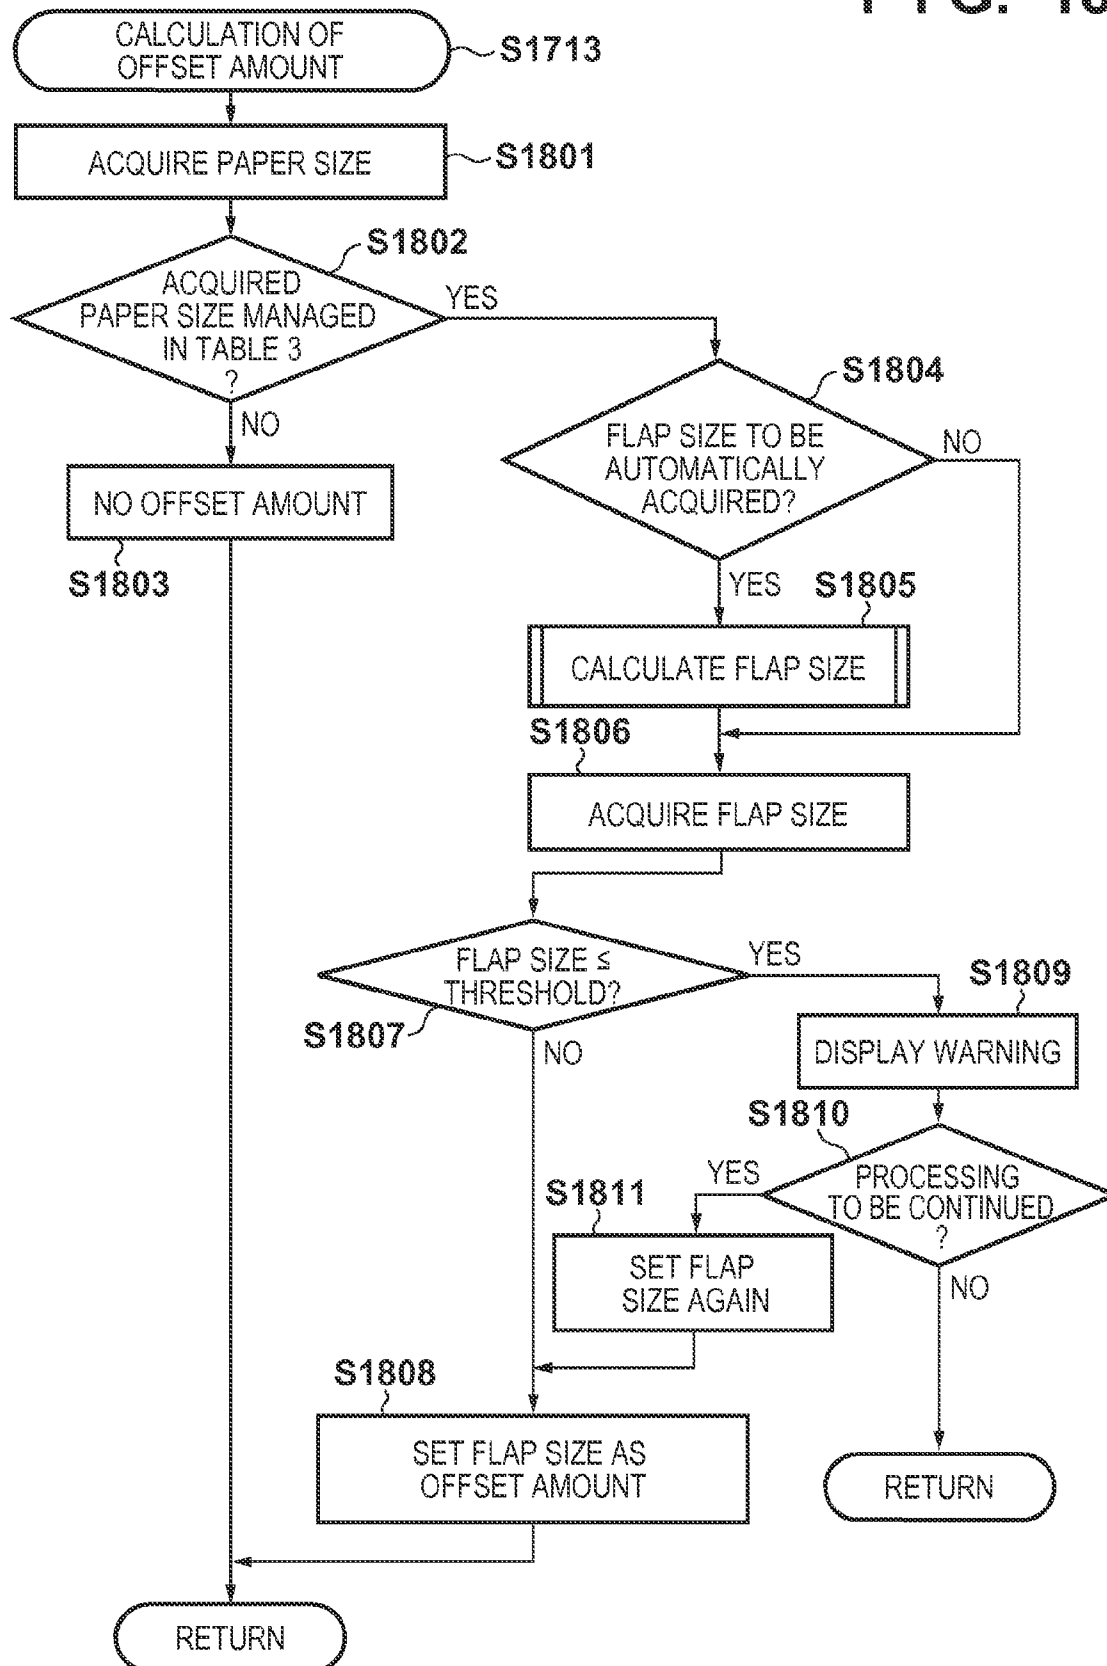 CALCULATION OF
OFFSET AMOUNT
S1713
ACQUIRE PAPER SIZE
S1801
S1802
ACQUIRED
PAPER SIZE MANAGED
IN TABLE 3
?
YES
NO
S1804
FLAP SIZE TO BE
AUTOMATICALLY
ACQUIRED?
NO
YES
NO OFFSET AMOUNT
S1803
S1805
CALCULATE FLAP SIZE
S1806
ACQUIRE FLAP SIZE
FLAP SIZE ≤
THRESHOLD?
YES
S1807
NO
S1809
DISPLAY WARNING
S1810
PROCESSING
TO BE CONTINUED
?
YES
NO
S1811
SET FLAP
SIZE AGAIN
S1808
SET FLAP SIZE AS
OFFSET AMOUNT
RETURN
RETURN